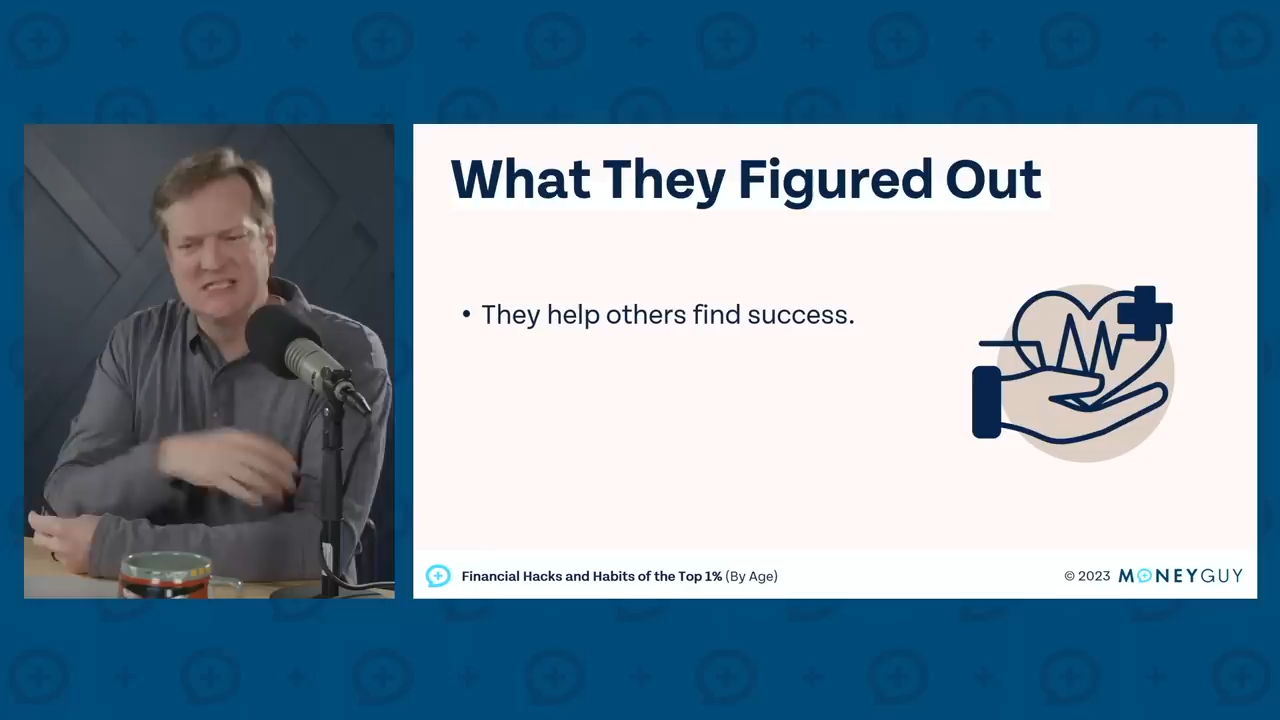 What They Figured Out
• They help others find success.
Financial Hacks and Habits of the Top 1% (By Age)
© 2023 MONEYGUY